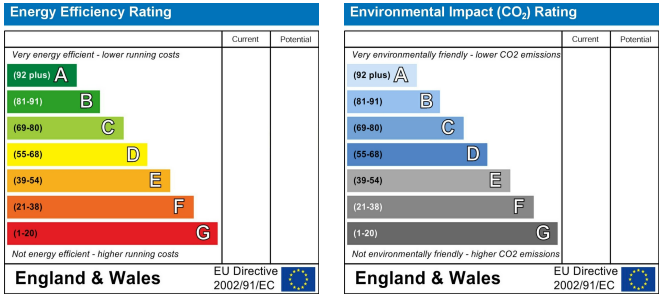 Energy Efficiency Rating
Current Potential
Very energy efficient - lower running costs
(92 plus) A
(81-91) B
(69-80) C
(55-68) D
(39-54) E
(21-38) F
(1-20) G
Not energy efficient - higher running costs
England & Wales
EU Directive
2002/91/EC
Environmental Impact (CO₂) Rating
Current Potential
Very environmentally friendly - lower CO2 emissions
(92 plus) A
(81-91) B
(69-80) C
(55-68) D
(39-54) E
(21-38) F
(1-20) G
Not environmentally friendly - higher CO2 emissions
England & Wales
EU Directive
2002/91/EC